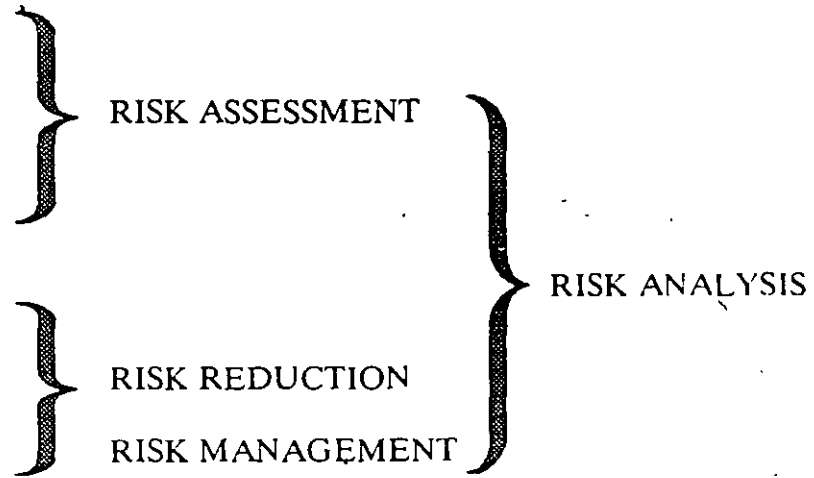 RISK ASSESSMENT
RISK ANALYSIS
RISK REDUCTION
RISK MANAGEMENT